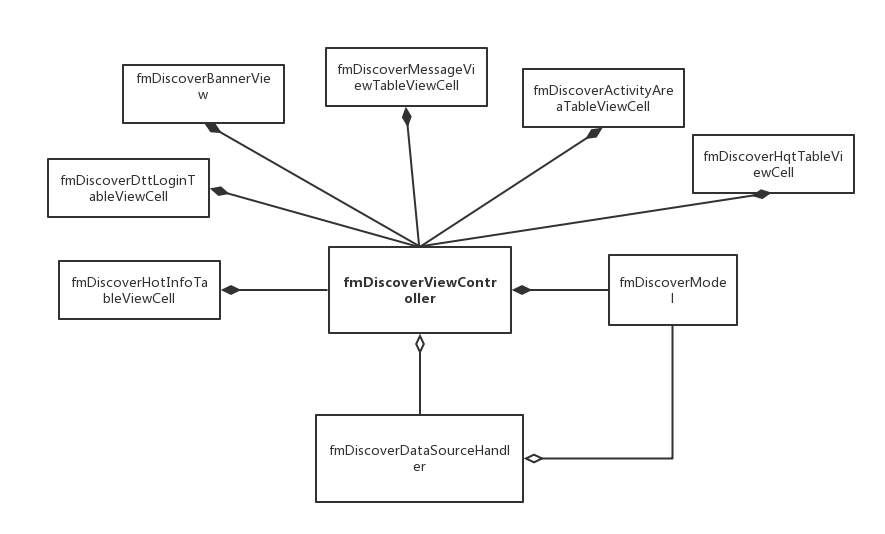 fmDiscoverBannerVie
w
fmDiscoverMessageVi
ewTableViewCell
fmDiscoverActivityAre
aTableViewCell
fmDiscoverHqtTableVi
ewCell
fmDiscoverDttLoginT
ableViewCell
fmDiscoverHotInfoTa
bleViewCell
fmDiscoverViewContr
oller
fmDiscoverMode
l
fmDiscoverDataSourceHandl
er